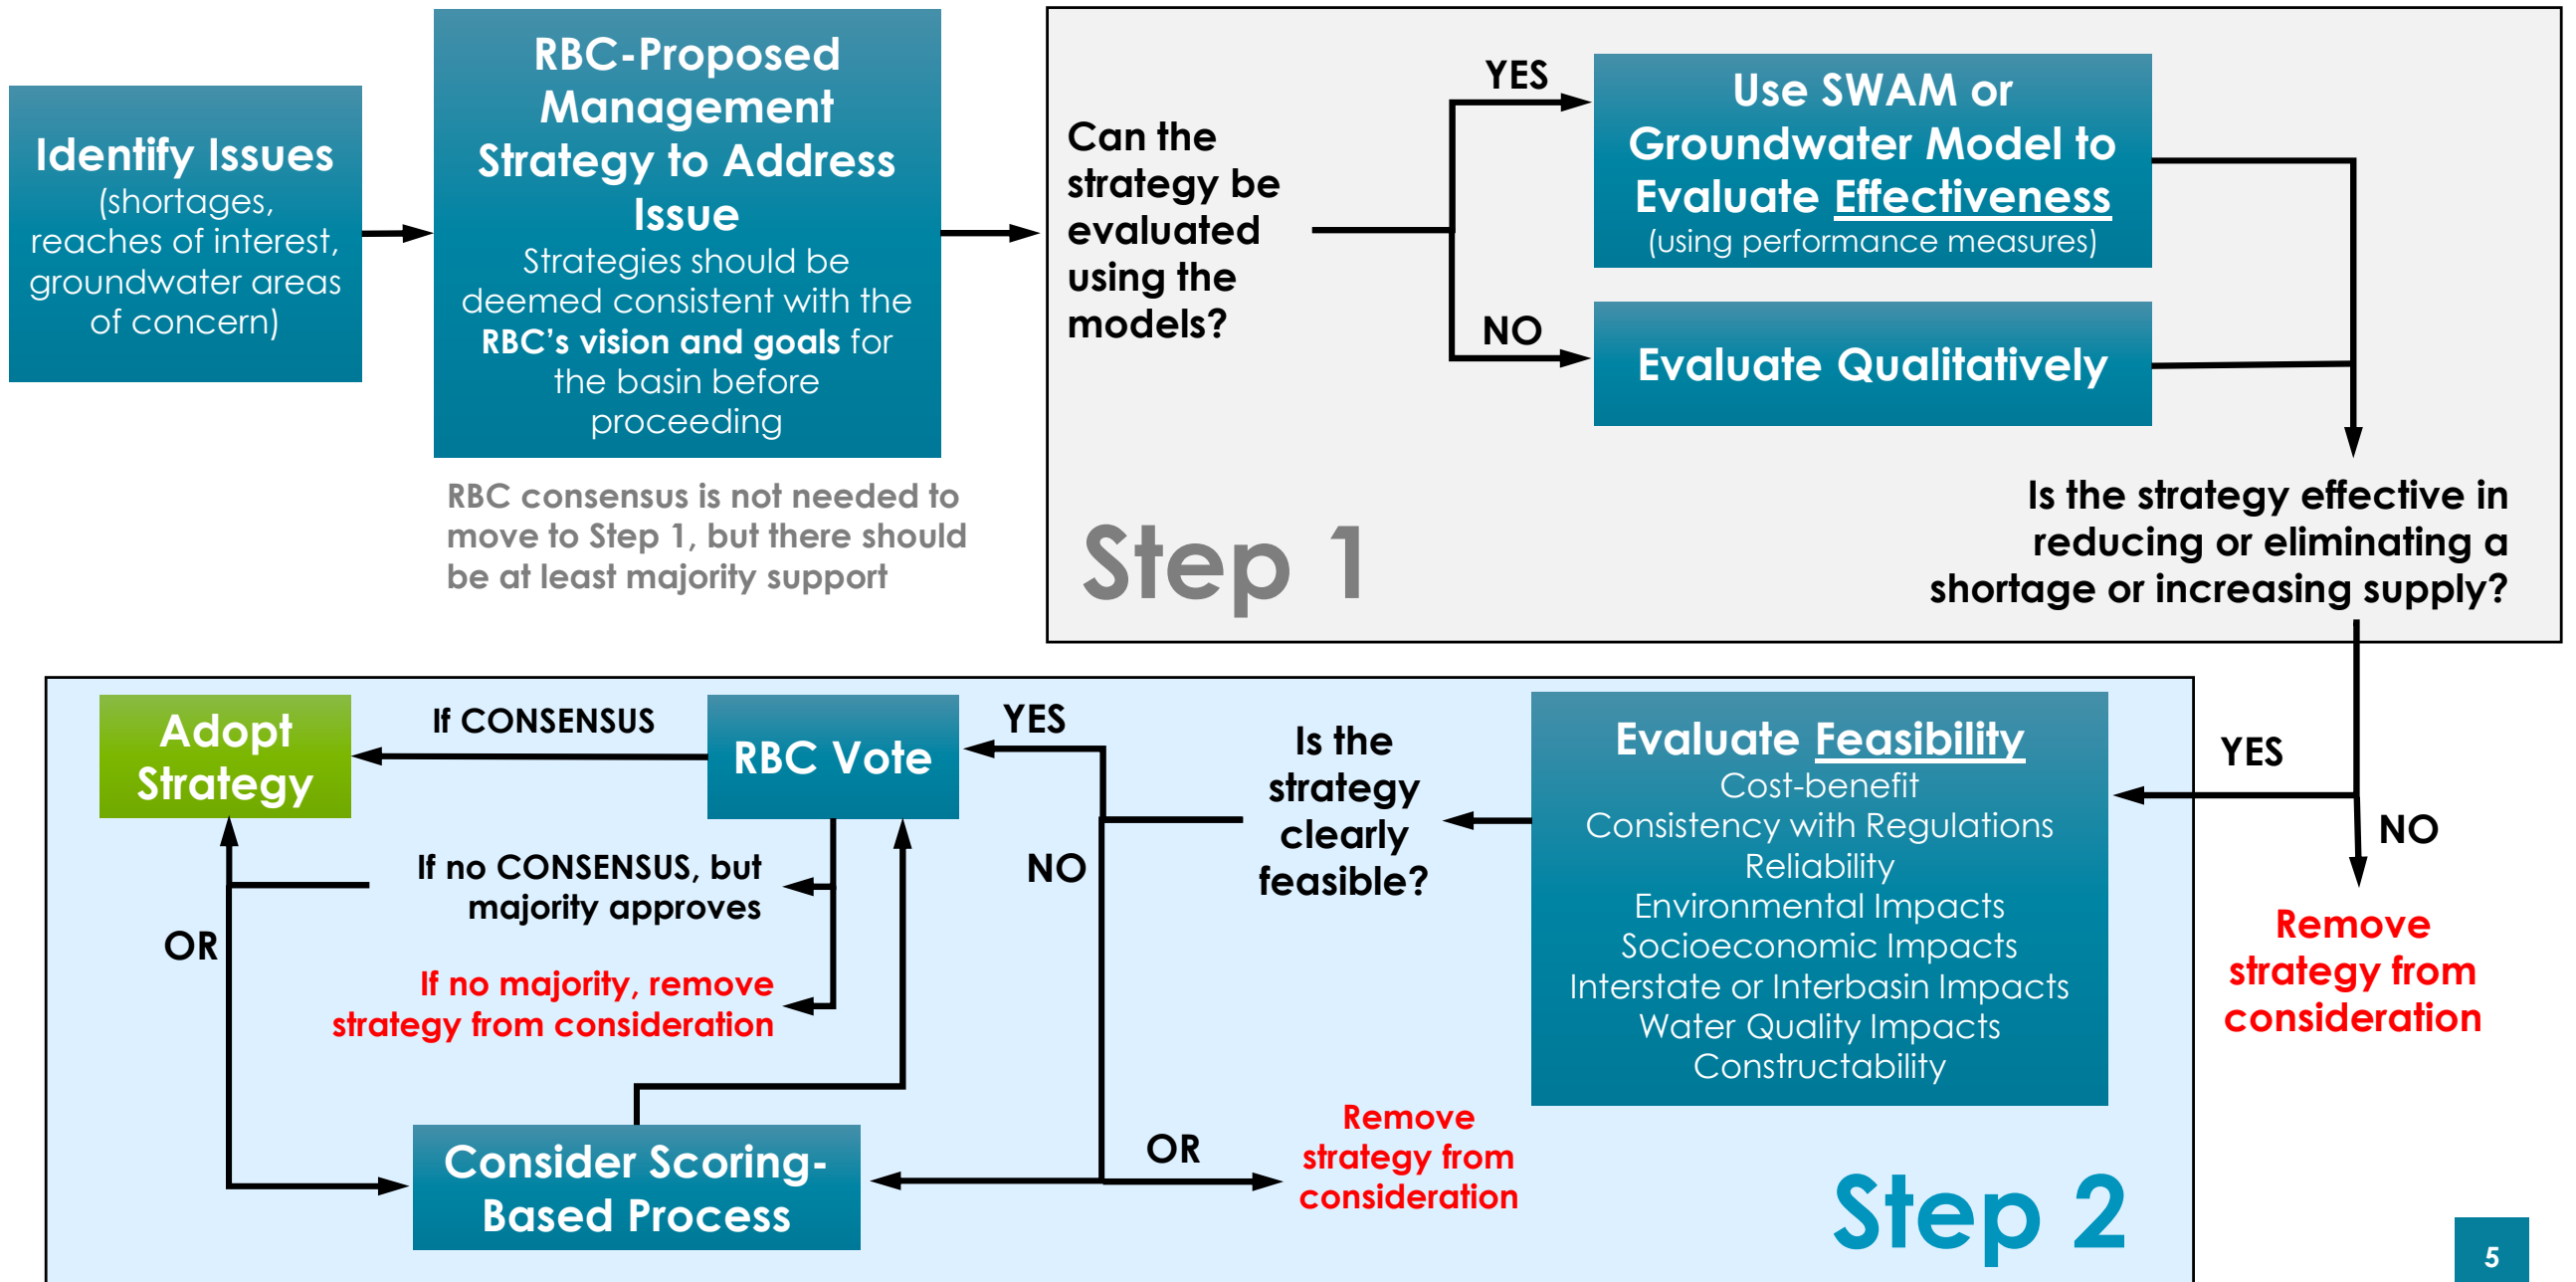 Identify Issues
(shortages,
reaches of interest,
groundwater areas
of concern)
RBC-Proposed
Management
Strategy to Address
Issue
Strategies should be
deemed consistent with the
RBC’s vision and goals for
the basin before
proceeding
RBC consensus is not needed to
move to Step 1, but there should
be at least majority support
Can the
strategy be
evaluated
using the
models?
YES
NO
Use SWAM or
Groundwater Model to
Evaluate Effectiveness
(using performance measures)
Evaluate Qualitatively
Is the strategy effective in
reducing or eliminating a
shortage or increasing supply?
Step 1
YES
NO
Remove
strategy from
consideration
Evaluate Feasibility
Cost-benefit
Consistency with Regulations
Reliability
Environmental Impacts
Socioeconomic Impacts
Interstate or Interbasin Impacts
Water Quality Impacts
Constructability
Is the
strategy
clearly
feasible?
YES
NO
OR
Remove
strategy from
consideration
RBC Vote
If CONSENSUS
Adopt
Strategy
If no CONSENSUS, but
majority approves
OR
If no majority, remove
strategy from consideration
Consider Scoring-
Based Process
Step 2
5